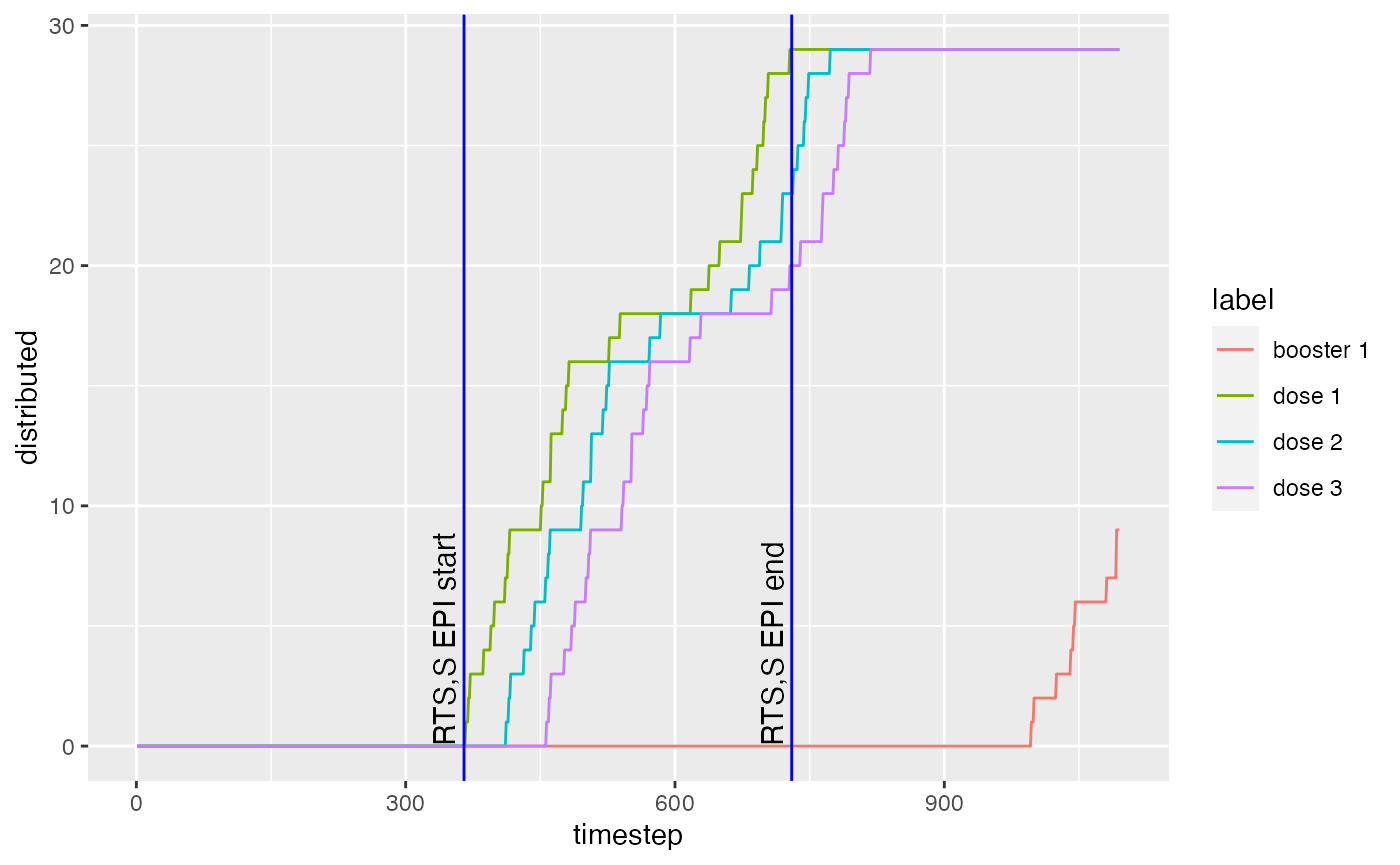 30
20
10
0
distributed
RTS,S EPI start
RTS,S EPI end
0
300
600
900
timestep
label
booster 1
dose 1
dose 2
dose 3